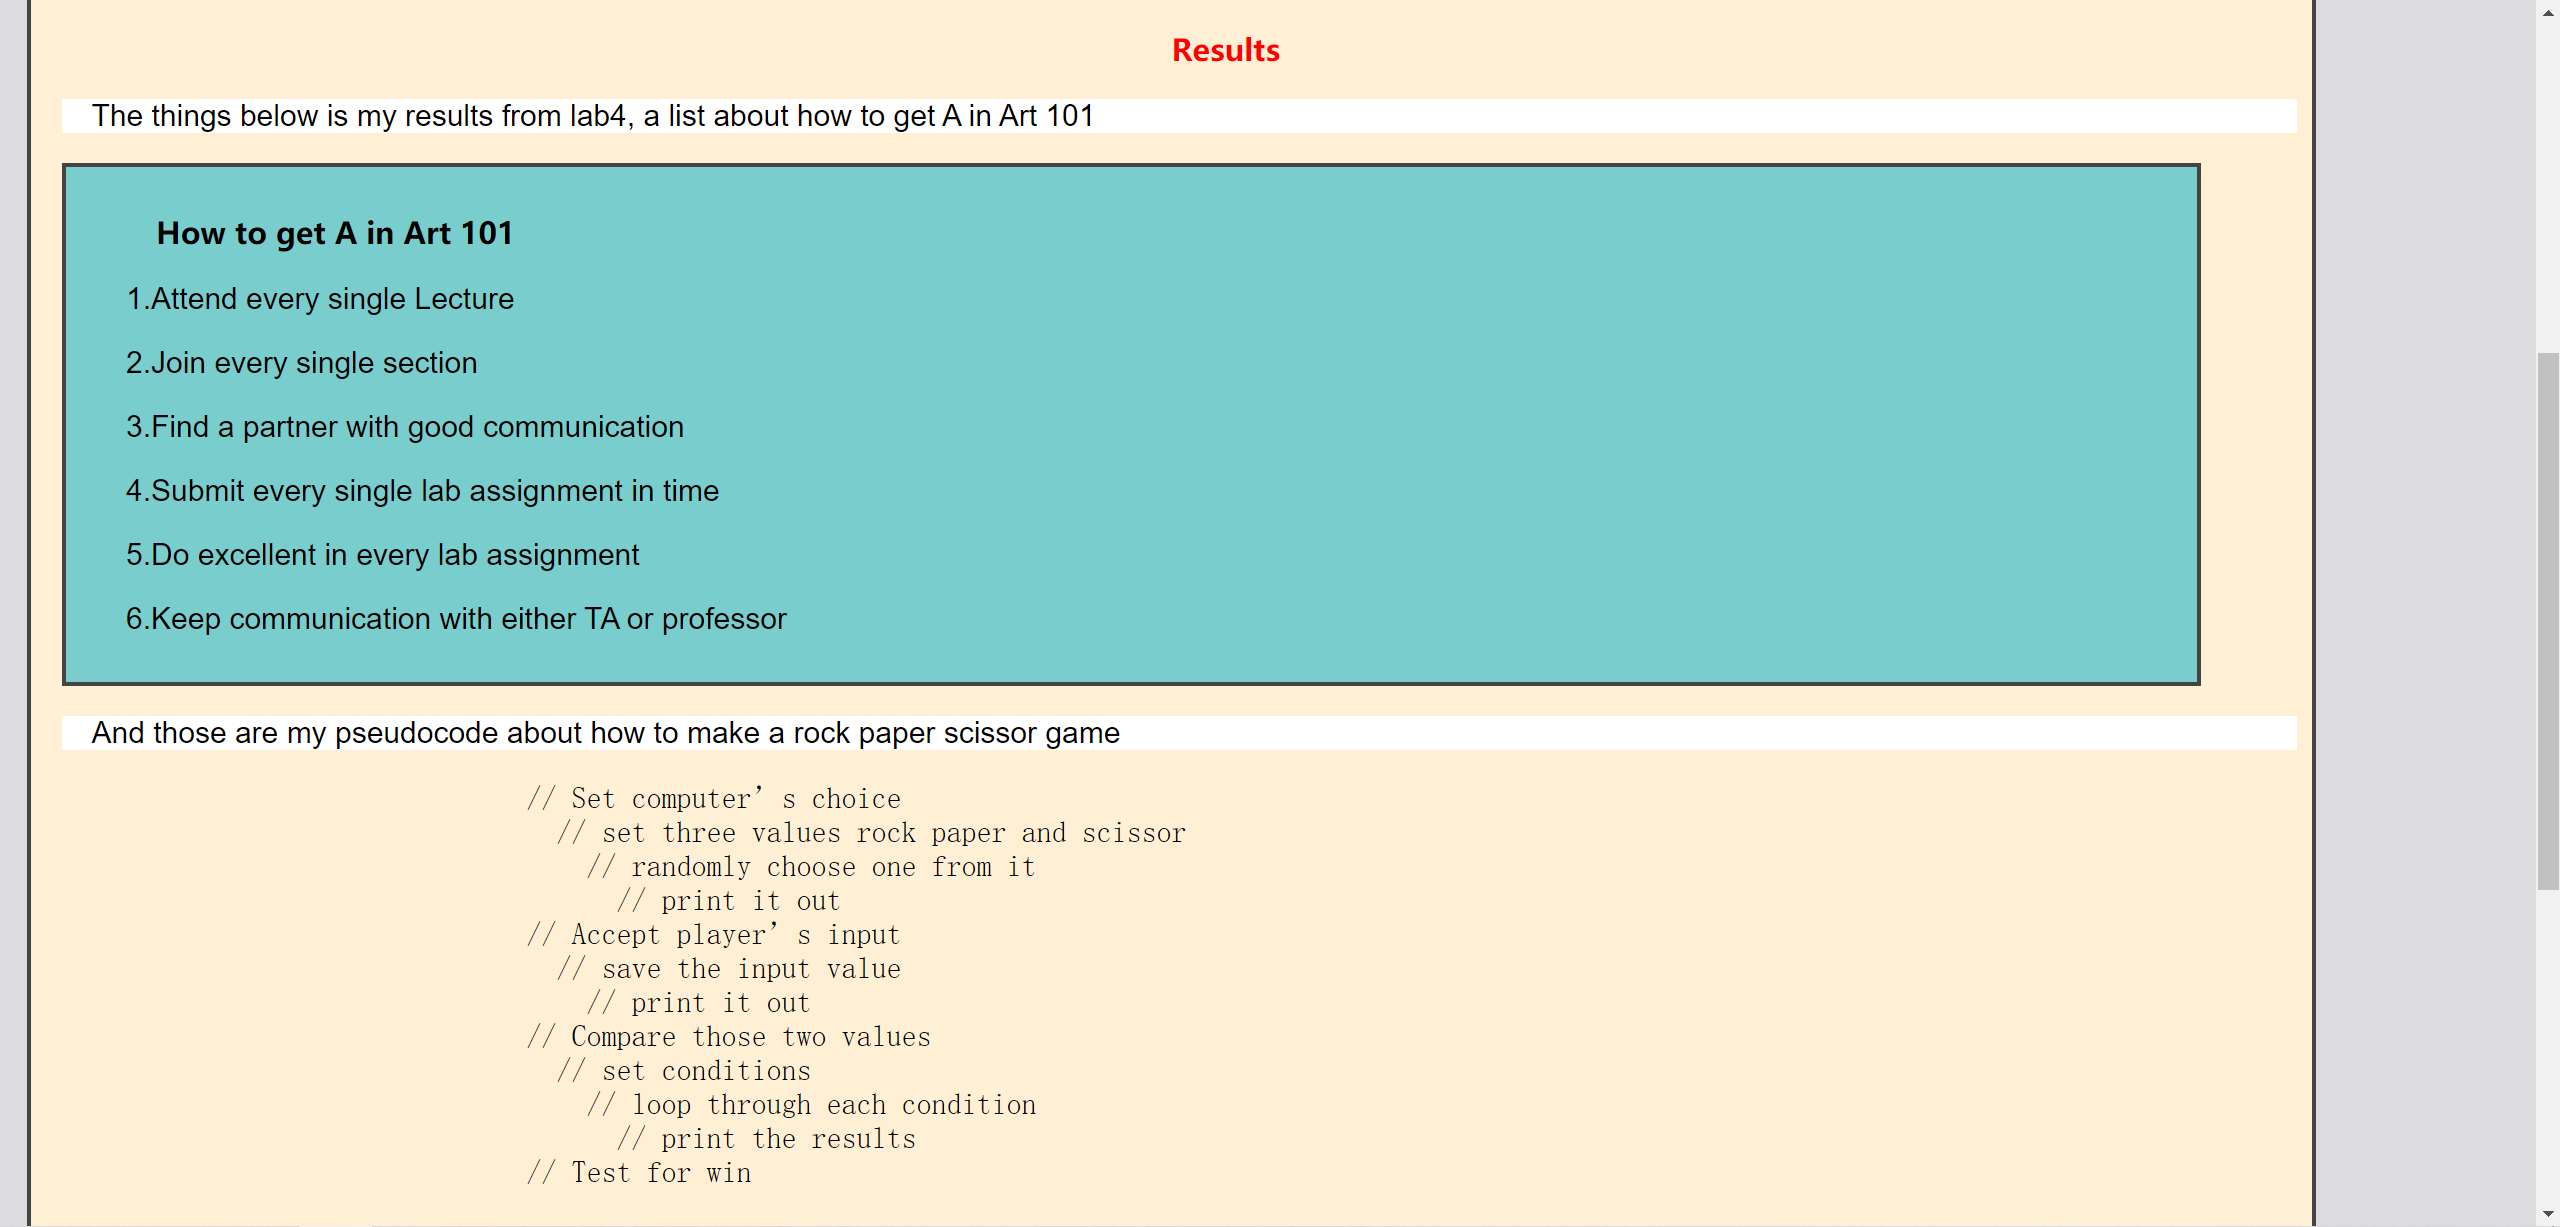 Results
The things below is my results from lab4, a list about how to get A in Art 101
How to get A in Art 101
1.Attend every single Lecture
2.Join every single section
3.Find a partner with good communication
4.Submit every single lab assignment in time
5.Do excellent in every lab assignment
6.Keep communication with either TA or professor
And those are my pseudocode about how to make a rock paper scissor game
// Set computer’s choice
// set three values rock paper and scissor
// randomly choose one from it
// print it out
// Accept player’s input
// save the input value
// print it out
// Compare those two values
// set conditions
// loop through each condition
// print the results
// Test for win